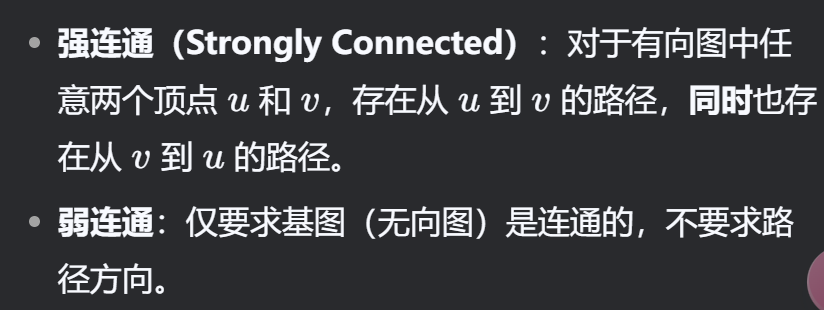 • 强连通（Strongly Connected）：对于有向图中任
意两个顶点 u 和 v，存在从 u 到 v 的路径，同时也存
在从 v 到 u 的路径。
• 弱连通：仅要求基图（无向图）是连通的，不要求路
径方向。